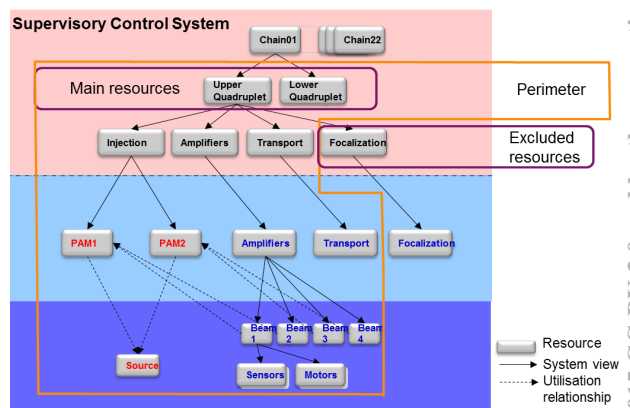 Supervisory Control System
Chain01
Chain22
Main resources
Upper
Quadruplet
Lower
Quadruplet
Perimeter
Injection
Amplifiers
Transport
Focalization
Excluded
resources
PAM1
PAM2
Amplifiers
Transport
Focalization
Beam
1
Beam
2
Beam
3
Beam
4
Source
Sensors
Motors
Resource
System view
Utilisation
relationship